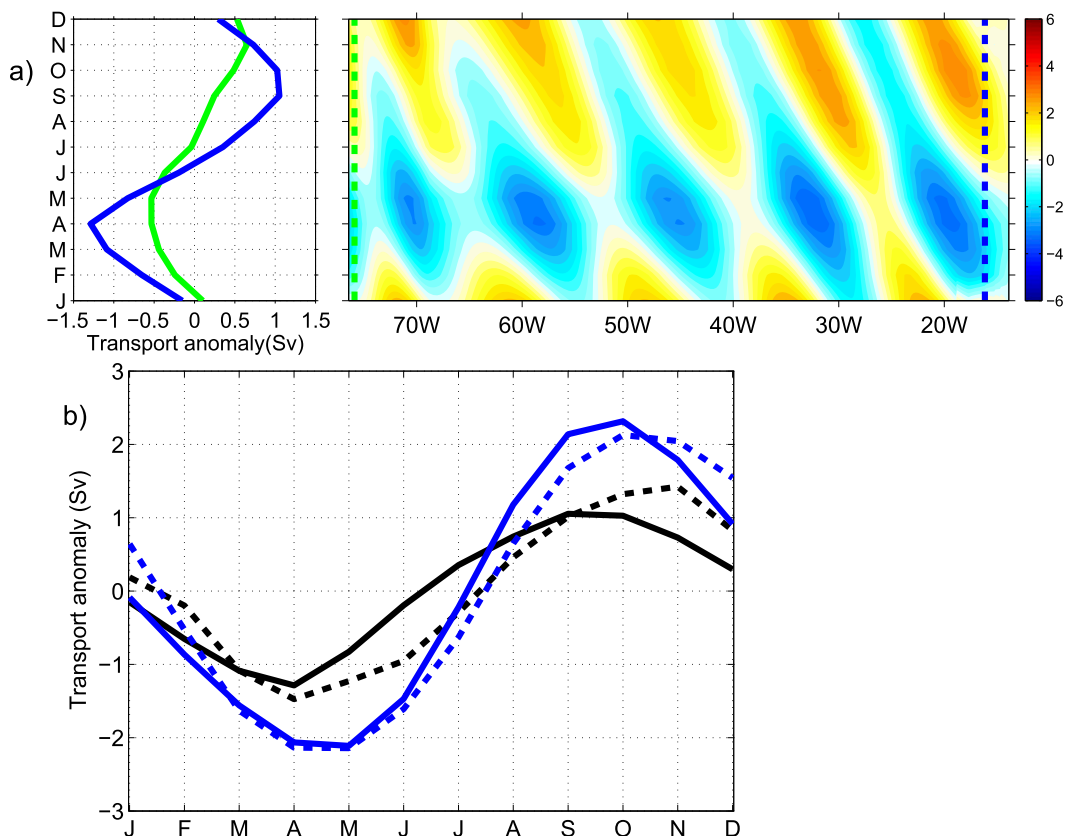 a)
D
N
O
S
A
J
J
M
A
M
F
J
−1.5 −1 −0.5 0 0.5 1 1.5
Transport anomaly(Sv)
70W 60W 50W 40W 30W 20W
6
4
2
0
−2
−4
−6
b)
Transport anomaly (Sv)
3
2
1
0
−1
−2
−3
J F M A M J J A S O N D